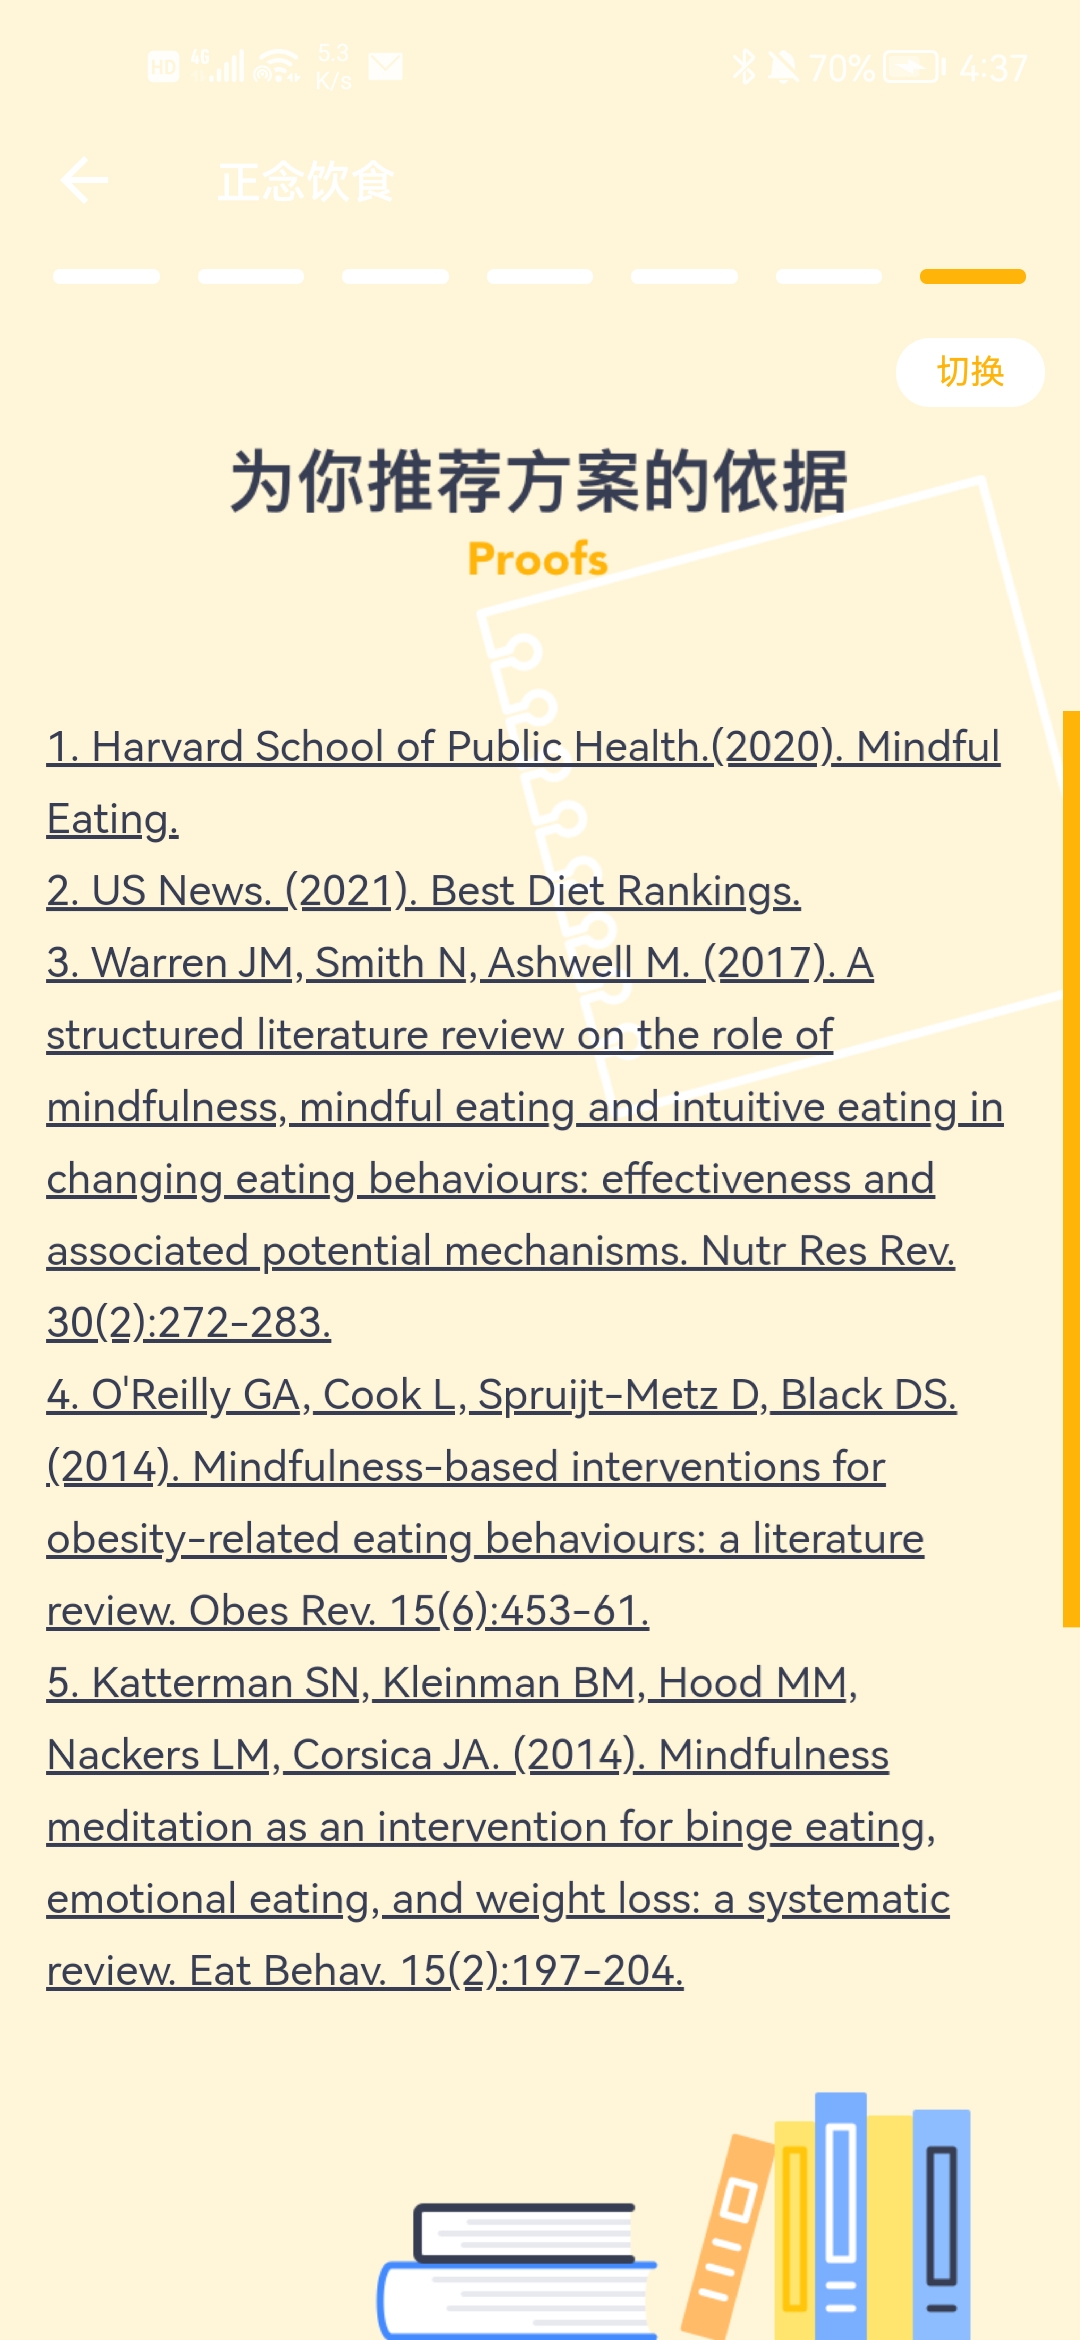 HD 4G 5.3 K/s 70% 4:37
正念饮食
切换
为你推荐方案的依据
Proofs
1. Harvard School of Public Health.(2020). Mindful
Eating.
2. US News. (2021). Best Diet Rankings.
3. Warren JM, Smith N, Ashwell M. (2017). A
structured literature review on the role of
mindfulness, mindful eating and intuitive eating in
changing eating behaviours: effectiveness and
associated potential mechanisms. Nutr Res Rev.
30(2):272-283.
4. O'Reilly GA, Cook L, Spruijt-Metz D, Black DS.
(2014). Mindfulness-based interventions for
obesity-related eating behaviours: a literature
review. Obes Rev. 15(6):453-61.
5. Katterman SN, Kleinman BM, Hood MM,
Nackers LM, Corsica JA. (2014). Mindfulness
meditation as an intervention for binge eating,
emotional eating, and weight loss: a systematic
review. Eat Behav. 15(2):197-204.